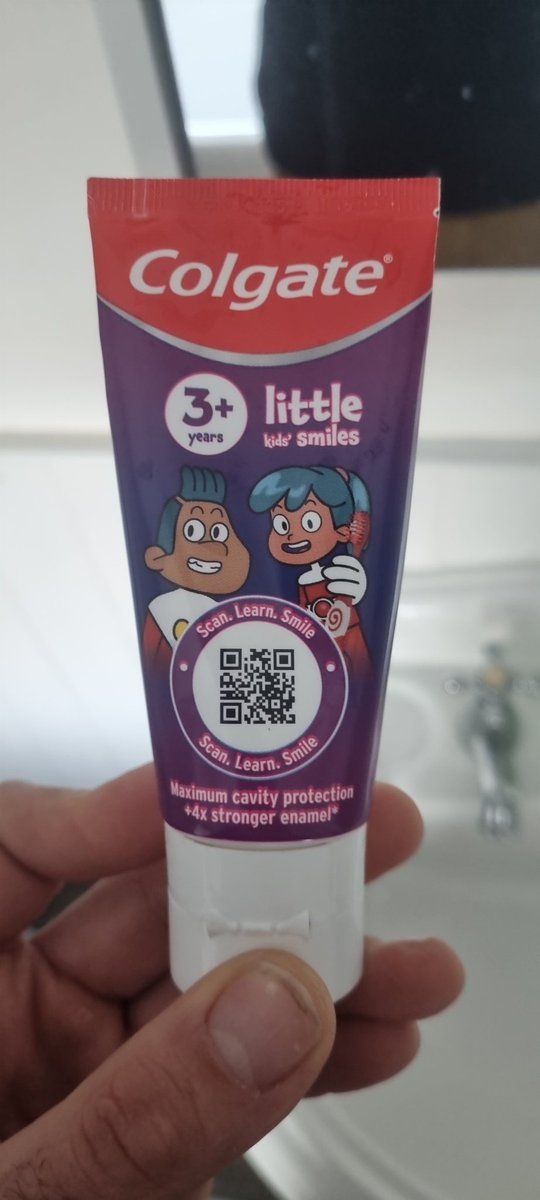 Colgate®
3+
years
little
kids' smiles
Scan. Learn. Smile
Scan. Learn. Smile
Maximum cavity protection
+4x stronger enamel*